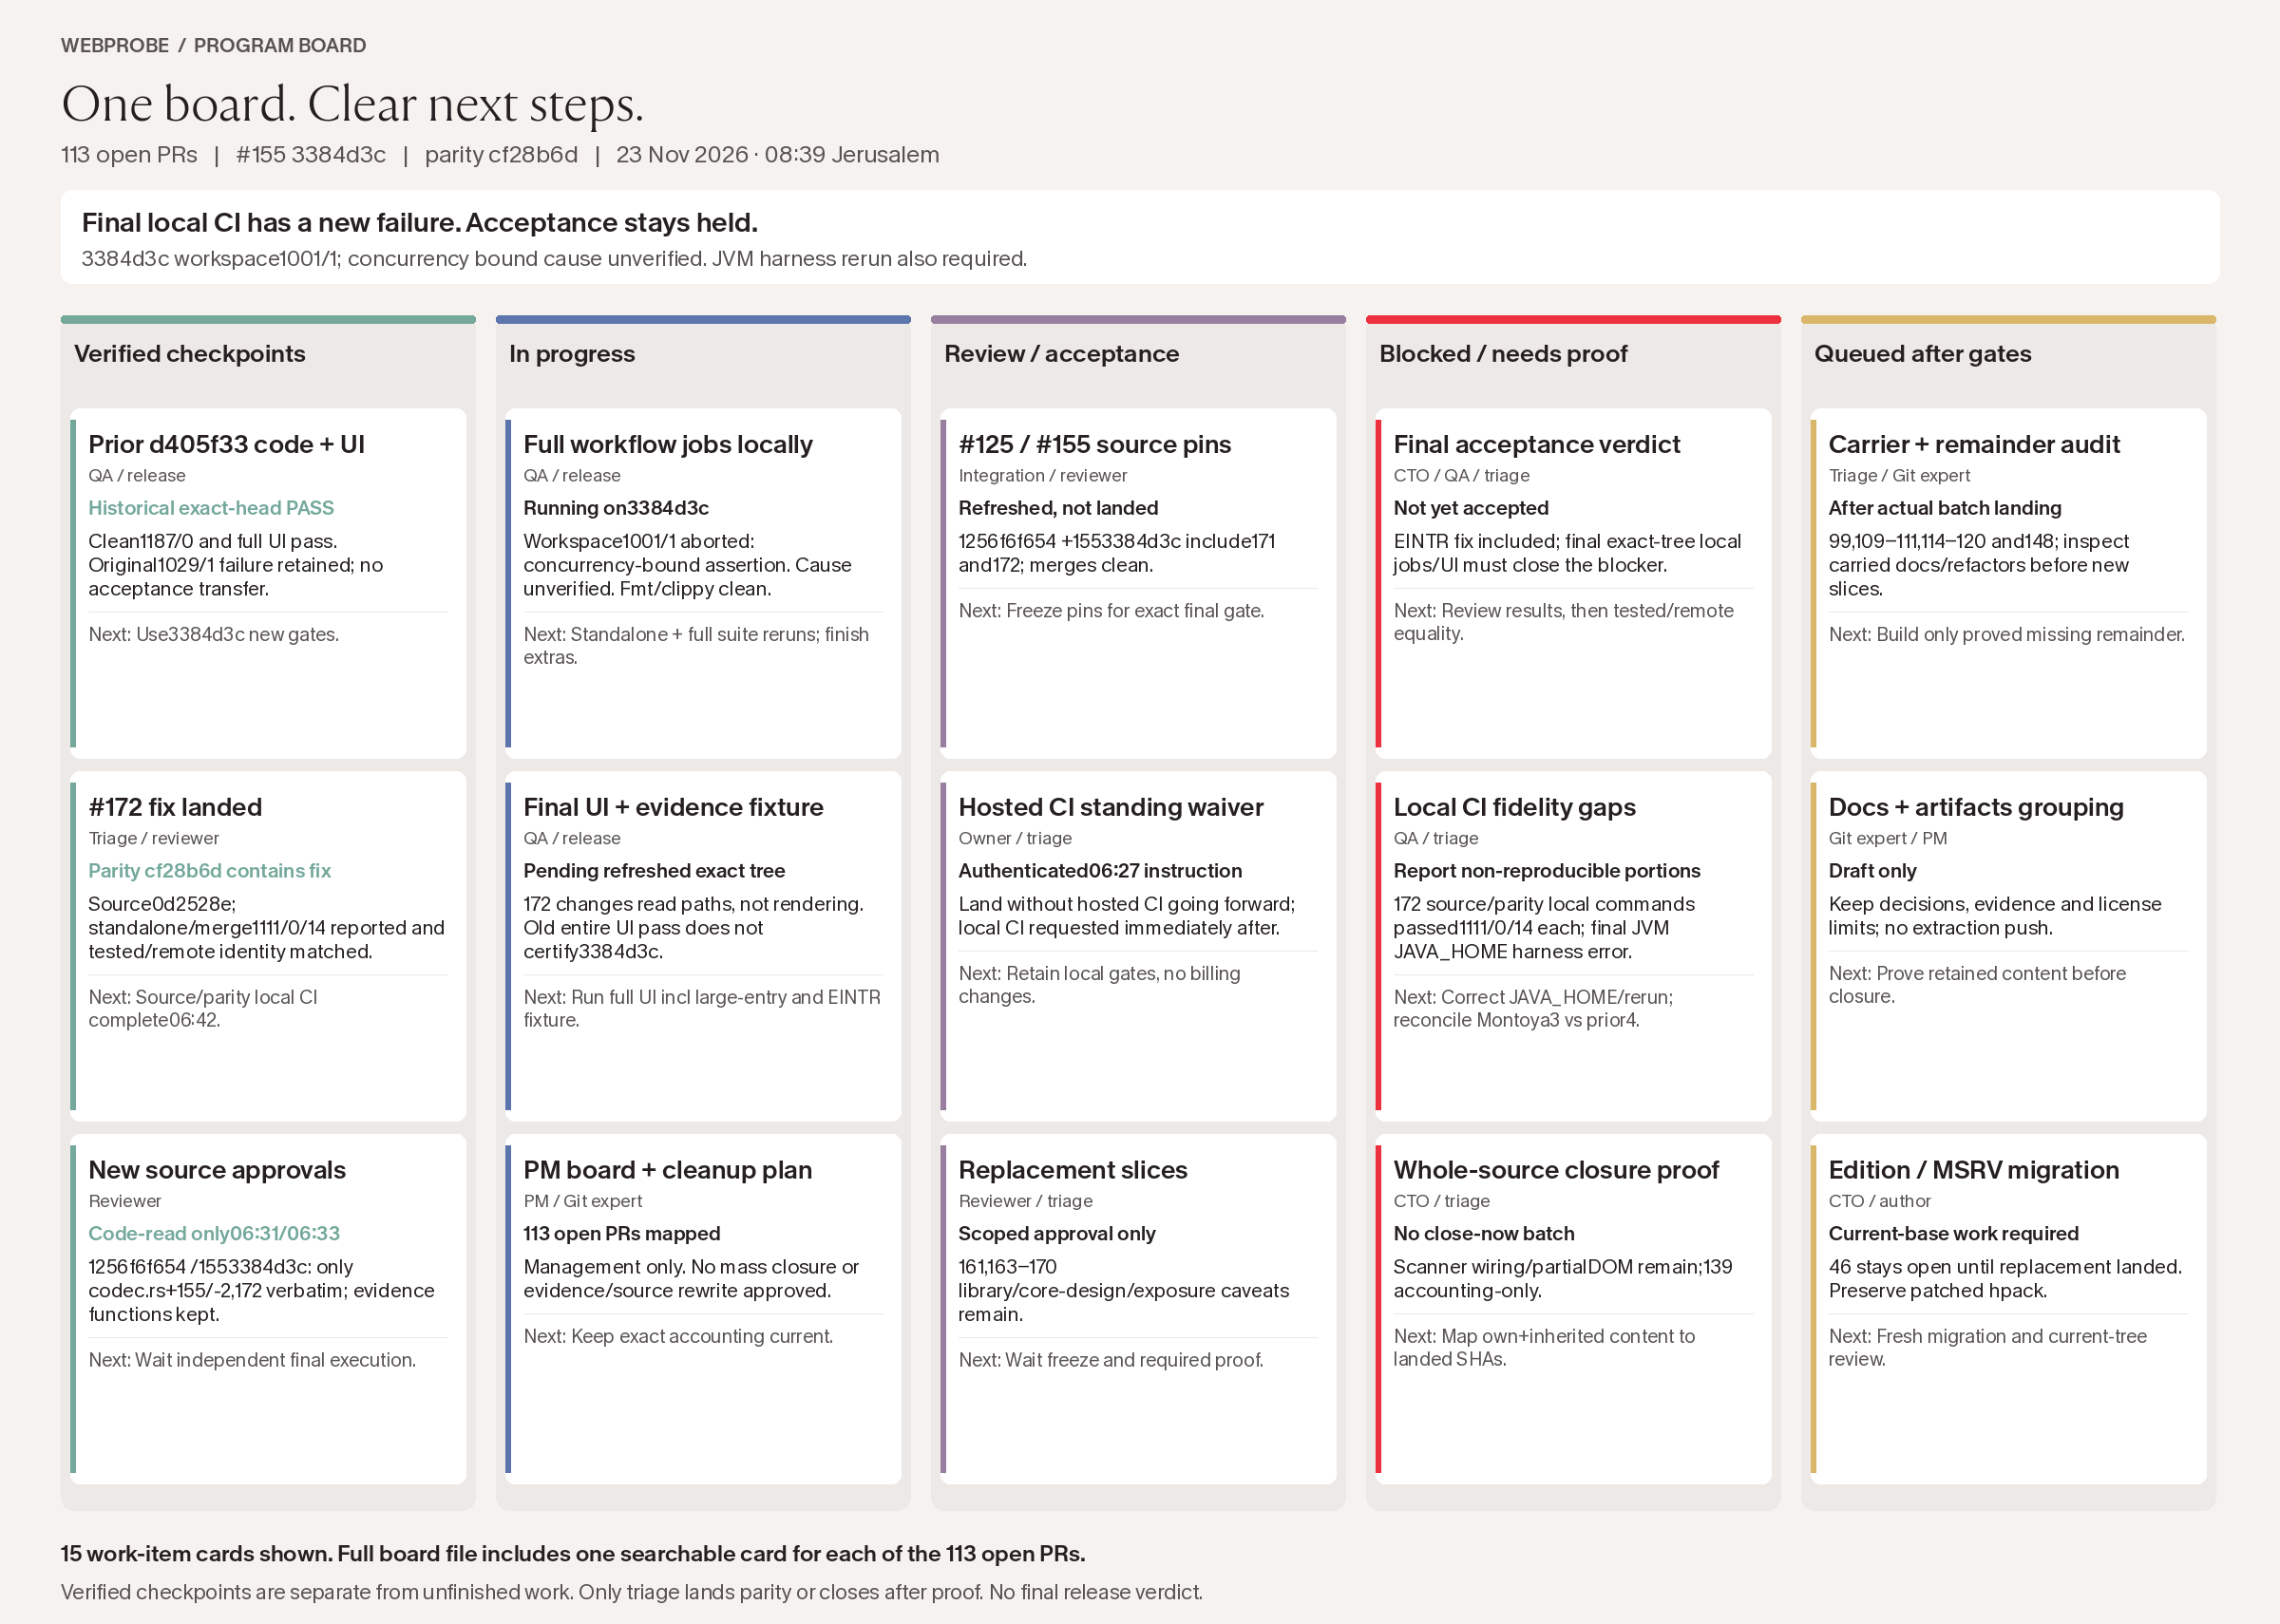 WEBPROBE / PROGRAM BOARD
One board. Clear next steps.
113 open PRs | #155 3384d3c | parity cf28b6d | 23 Nov 2026 · 08:39 Jerusalem
Final local CI has a new failure. Acceptance stays held.
3384d3c workspace1001/1; concurrency bound cause unverified. JVM harness rerun also required.
Verified checkpoints
Prior d405f33 code + UI
QA / release
Historical exact-head PASS
Clean1187/0 and full UI pass.
Original1029/1 failure retained; no
acceptance transfer.
Next: Use3384d3c new gates.
#172 fix landed
Triage / reviewer
Parity cf28b6d contains fix
Source0d2528e;
standalone/merge1111/0/14 reported and
tested/remote identity matched.
Next: Source/parity local CI
complete06:42.
New source approvals
Reviewer
Code-read only06:31/06:33
1256f6f654 /1553384d3c: only
codec.rs+155/-2,172 verbatim; evidence
functions kept.
Next: Wait independent final execution.
In progress
Full workflow jobs locally
QA / release
Running on3384d3c
Workspace1001/1 aborted:
concurrency-bound assertion. Cause
unverified. Fmt/clippy clean.
Next: Standalone + full suite reruns; finish
extras.
Final UI + evidence fixture
QA / release
Pending refreshed exact tree
172 changes read paths, not rendering.
Old entire UI pass does not
certify3384d3c.
Next: Run full UI incl large-entry and EINTR
fixture.
PM board + cleanup plan
PM / Git expert
113 open PRs mapped
Management only. No mass closure or
evidence/source rewrite approved.
Next: Keep exact accounting current.
Review / acceptance
#125 / #155 source pins
Integration / reviewer
Refreshed, not landed
1256f6f654 +1553384d3c include171
and172; merges clean.
Next: Freeze pins for exact final gate.
Hosted CI standing waiver
Owner / triage
Authenticated06:27 instruction
Land without hosted CI going forward;
local CI requested immediately after.
Next: Retain local gates, no billing
changes.
Replacement slices
Reviewer / triage
Scoped approval only
161,163–170
library/core-design/exposure caveats
remain.
Next: Wait freeze and required proof.
Blocked / needs proof
Final acceptance verdict
CTO / QA / triage
Not yet accepted
EINTR fix included; final exact-tree local
jobs/UI must close the blocker.
Next: Review results, then tested/remote
equality.
Local CI fidelity gaps
QA / triage
Report non-reproducible portions
172 source/parity local commands
passed1111/0/14 each; final JVM
JAVA_HOME harness error.
Next: Correct JAVA_HOME/rerun;
reconcile Montoya3 vs prior4.
Whole-source closure proof
CTO / triage
No close-now batch
Scanner wiring/partialDOM remain;139
accounting-only.
Next: Map own+inherited content to
landed SHAs.
Queued after gates
Carrier + remainder audit
Triage / Git expert
After actual batch landing
99,109–111,114–120 and148; inspect
carried docs/refactors before new
slices.
Next: Build only proved missing remainder.
Docs + artifacts grouping
Git expert / PM
Draft only
Keep decisions, evidence and license
limits; no extraction push.
Next: Prove retained content before
closure.
Edition / MSRV migration
CTO / author
Current-base work required
46 stays open until replacement landed.
Preserve patched hpack.
Next: Fresh migration and current-tree
review.
15 work-item cards shown. Full board file includes one searchable card for each of the 113 open PRs.
Verified checkpoints are separate from unfinished work. Only triage lands parity or closes after proof. No final release verdict.